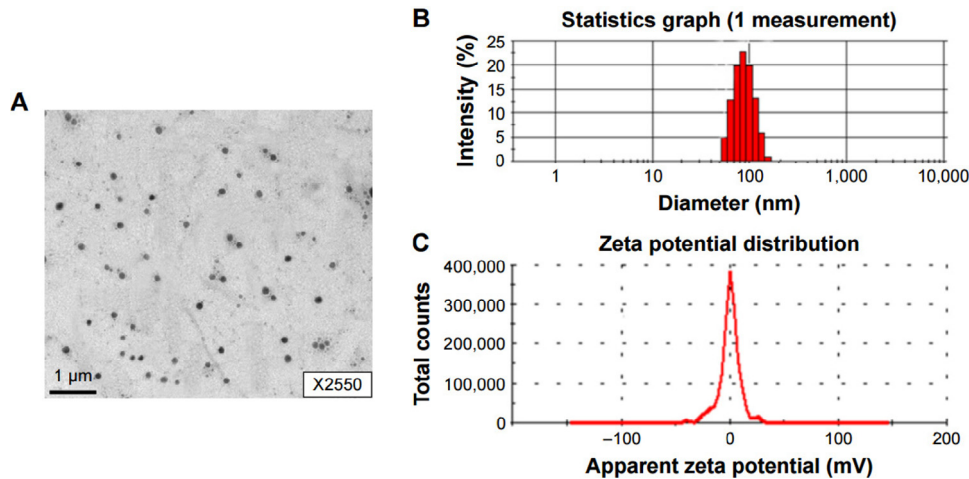 A
1 µm
X2550
B
Statistics graph (1 measurement)
Intensity (%)
25
20
15
10
5
0
1
10
100
1,000
10,000
Diameter (nm)
C
Zeta potential distribution
Total counts
400,000
300,000
200,000
100,000
0
–100
0
100
200
Apparent zeta potential (mV)